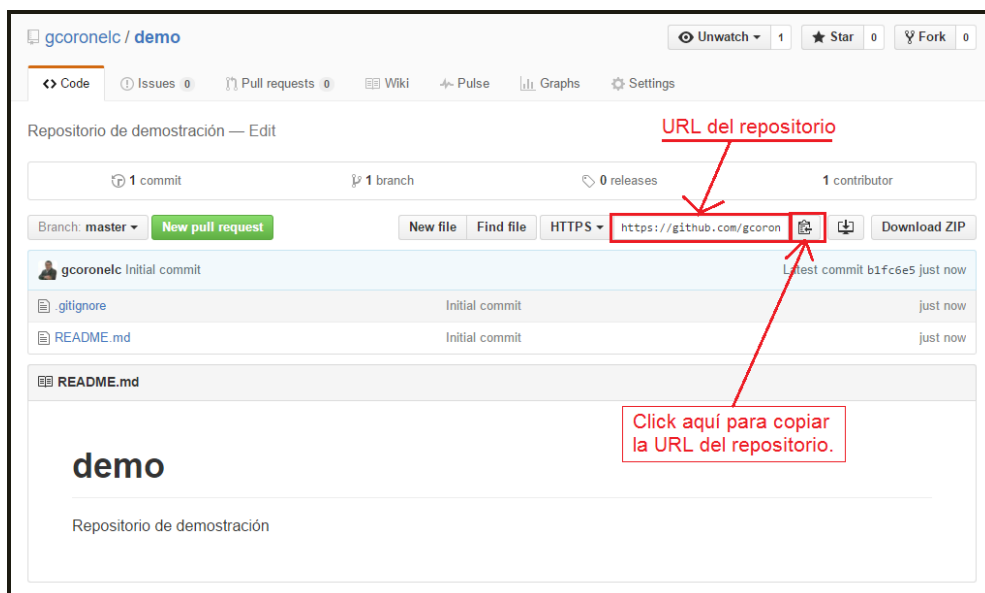 gcoronelc / demo
Unwatch 1 Star 0 Fork 0
Code Issues 0 Pull requests 0 Wiki Pulse Graphs Settings
Repositorio de demostración — Edit
URL del repositorio
1 commit 1 branch 0 releases 1 contributor
Branch: master New pull request New file Find file HTTPS https://github.com/gcoron Download ZIP
gcoronelc Initial commit Latest commit b1fc6e5 just now
.gitignore Initial commit just now
README.md Initial commit just now
README.md
Click aquí para copiar
la URL del repositorio.
demo
Repositorio de demostración